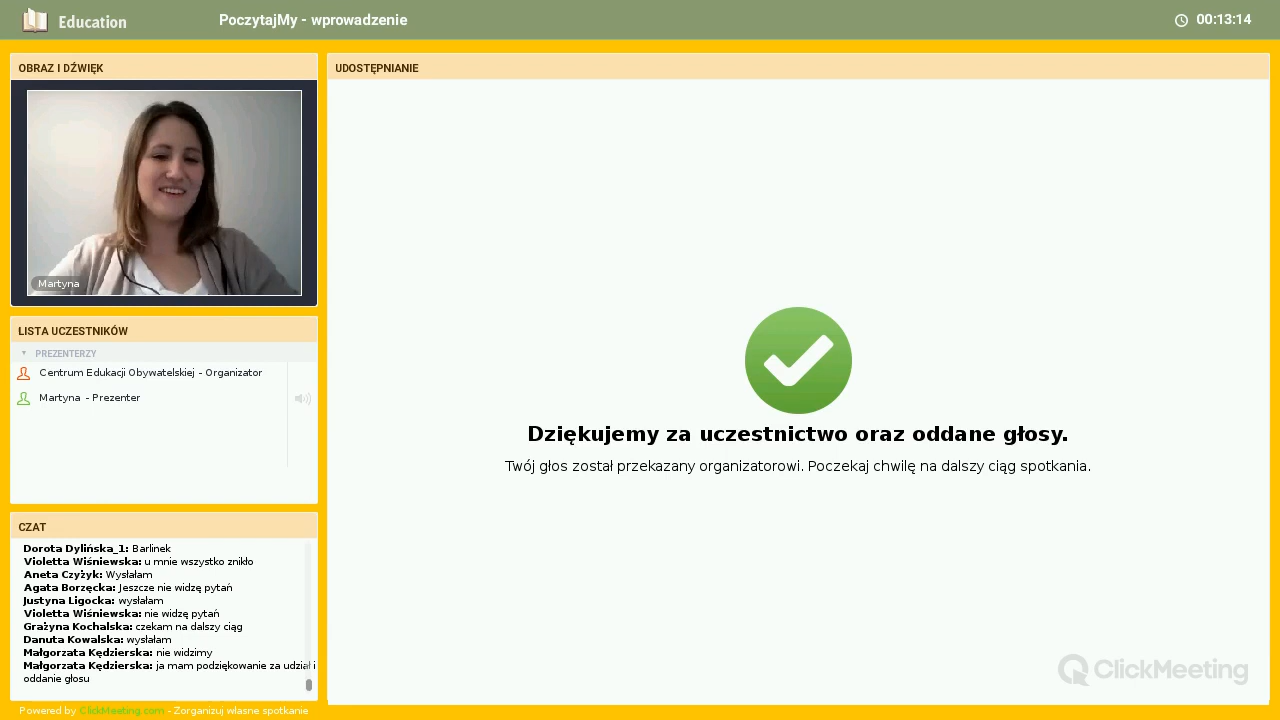 Education
PoczytajMy - wprowadzenie
00:13:14
OBRAZ I DŹWIĘK
Martyna
LISTA UCZESTNIKÓW
PREZENTERZY
Centrum Edukacji Obywatelskiej - Organizator
Martyna - Prezenter
CZAT
Dorota Dylińska_1: Barlinek
Violetta Wiśniewska: u mnie wszystko znikło
Aneta Czyżyk: Wysłałam
Agata Borzęcka: Jeszcze nie widzę pytań
Justyna Ligocka: wysłałam
Violetta Wiśniewska: nie widzę pytań
Grażyna Kochalska: czekam na dalszy ciąg
Danuta Kowalska: wysłałam
Małgorzata Kędzierska: nie widzimy
Małgorzata Kędzierska: ja mam podziękowanie za udział i
oddanie głosu
Powered by ClickMeeting.com - Zorganizuj własne spotkanie
UDOSTĘPNIANIE
Dziękujemy za uczestnictwo oraz oddane głosy.
Twój głos został przekazany organizatorowi. Poczekaj chwilę na dalszy ciąg spotkania.
ClickMeeting